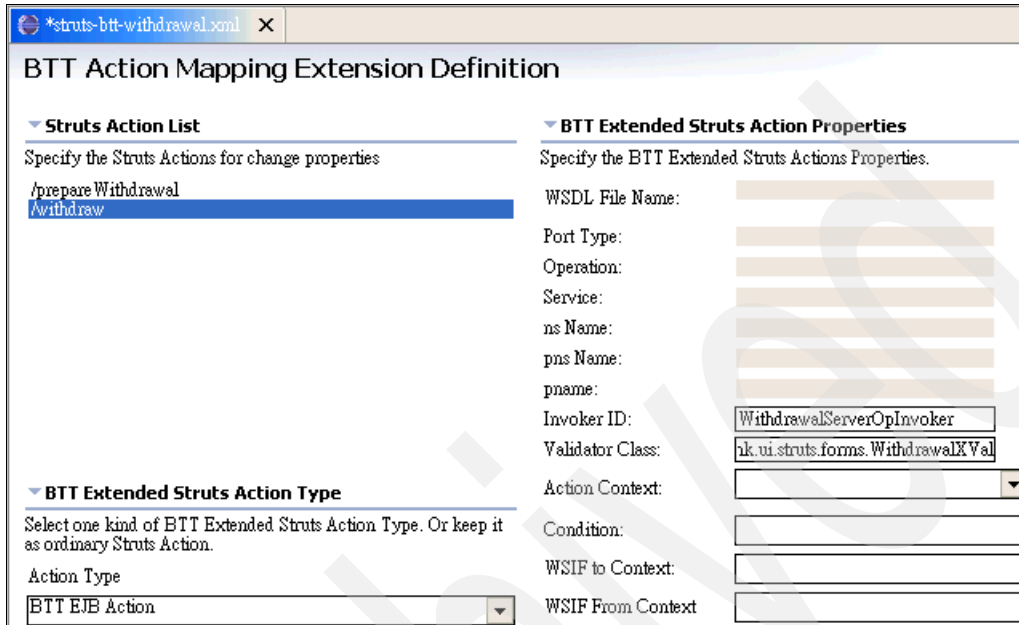 *struts-btt-withdrawal.xml
BTT Action Mapping Extension Definition
Struts Action List
Specify the Struts Actions for change properties
/prepareWithdrawal
/withdraw
BTT Extended Struts Action Type
Select one kind of BTT Extended Struts Action Type. Or keep it
as ordinary Struts Action.
Action Type
BTT EJB Action
BTT Extended Struts Action Properties
Specify the BTT Extended Struts Actions Properties.
WSDL File Name:
Port Type:
Operation:
Service:
ns Name:
pns Name:
pname:
Invoker ID: WithdrawalServerOpInvoker
Validator Class: nk.ui.struts.forms.WithdrawalXVal
Action Context:
Condition:
WSIF to Context:
WSIF From Context